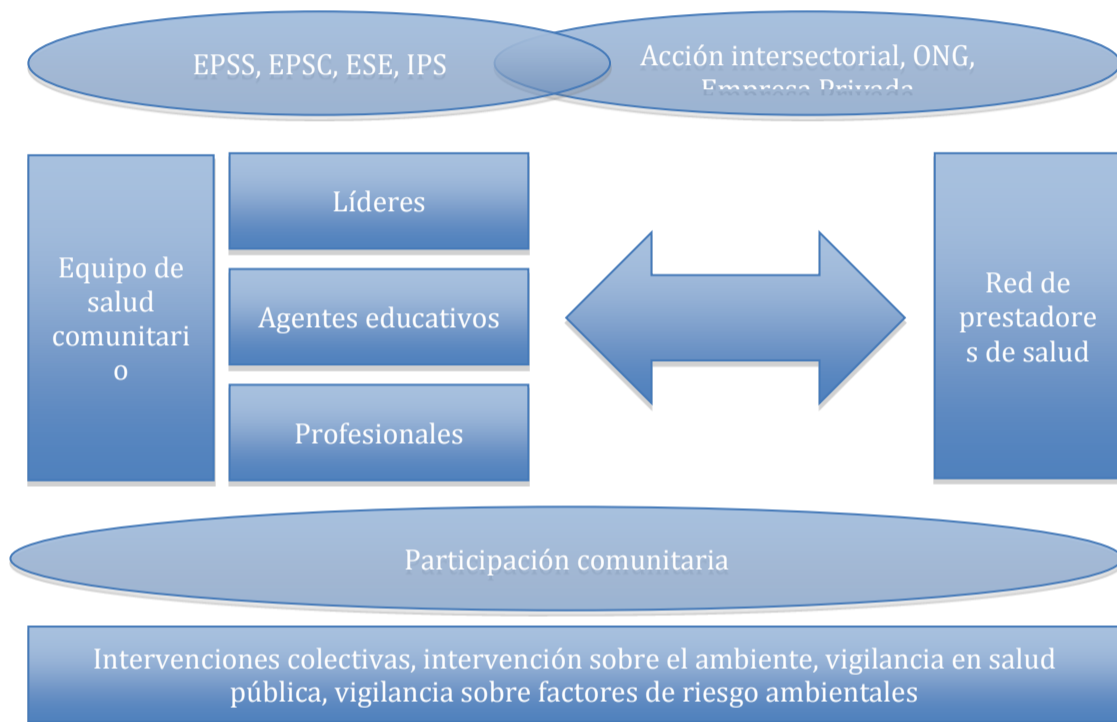 EPSS, EPSC, ESE, IPS
Acción intersectorial, ONG,
Empresa Privada
Equipo de
salud
comunitari
o
Líderes
Agentes educativos
Profesionales
Red de
prestadore
s de salud
Participación comunitaria
Intervenciones colectivas, intervención sobre el ambiente, vigilancia en salud
pública, vigilancia sobre factores de riesgo ambientales